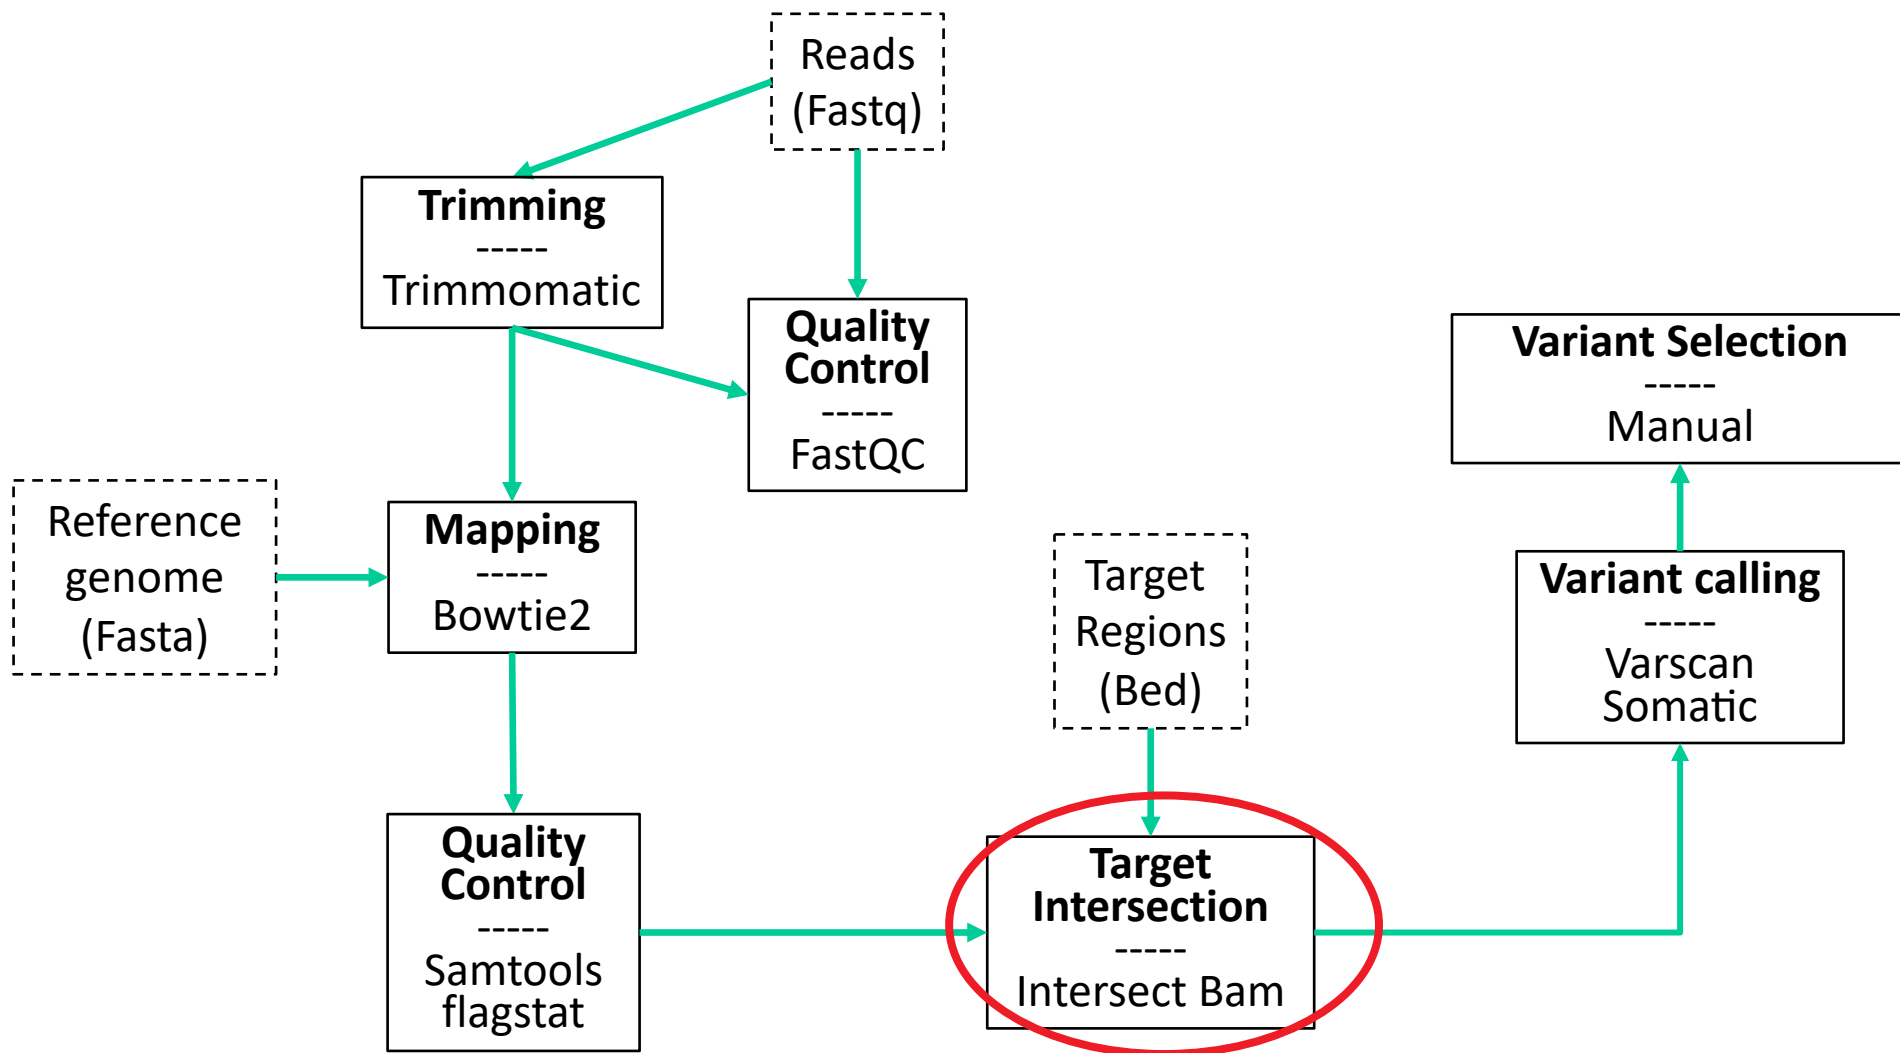 Reads
(Fastq)
Trimming
-----
Trimmomatic
Quality
Control
-----
FastQC
Variant Selection
-----
Manual
Reference
genome
(Fasta)
Mapping
-----
Bowtie2
Target
Regions
(Bed)
Variant calling
-----
Varscan
Somatic
Quality
Control
-----
Samtools
flagstat
Target
Intersection
-----
Intersect Bam